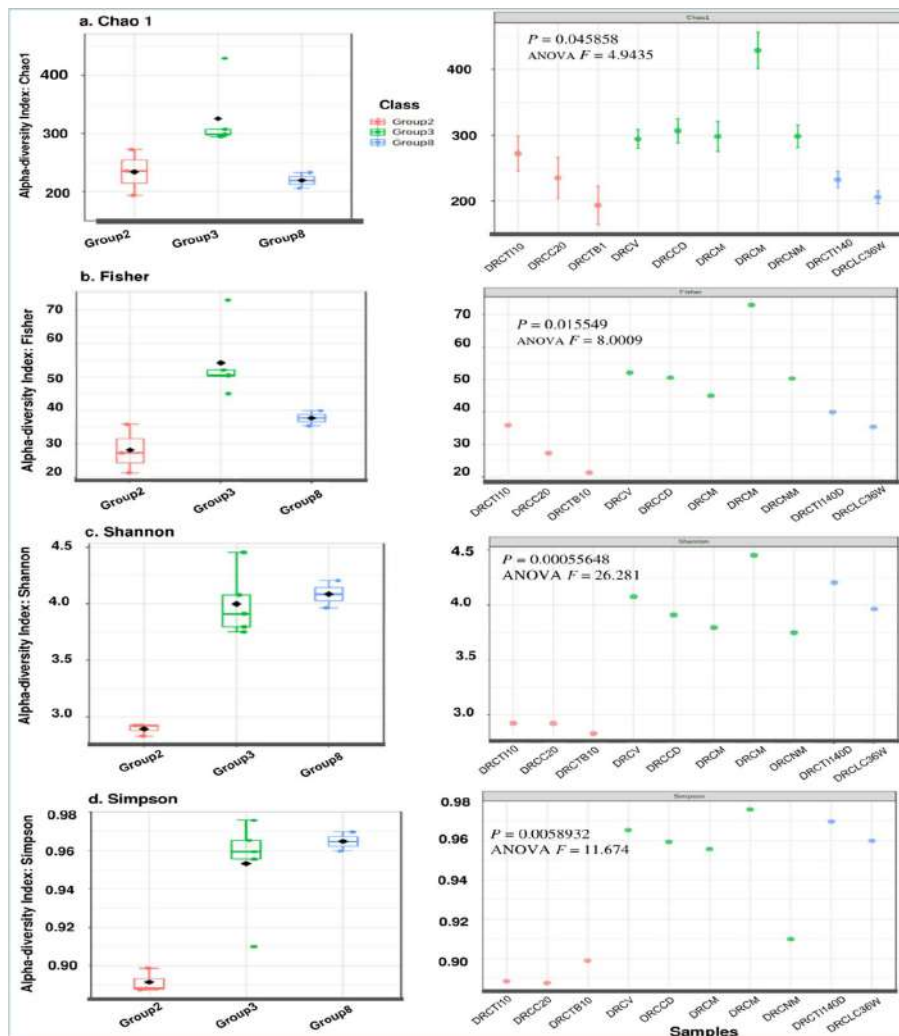 a. Chao 1
Alpha-diversity Index: Chao1
400
300
200
Group2
Group3
Group8
Class
Group2
Group3
Group8
Chao1
P = 0.045858
ANOVA F = 4.9435
400
300
200
DRCTI10
DRCC20
DRCTB1
DRCV
DRCCD
DRCM
DRCM
DRCNM
DRCTI140
DRCLC36W
b. Fisher
Alpha-diversity Index: Fisher
70
60
50
40
30
20
Group2
Group3
Group8
Fisher
P = 0.015549
ANOVA F = 8.0009
70
60
50
40
30
20
DRCTI10
DRCC20
DRCTB10
DRCV
DRCCD
DRCM
DRCM
DRCNM
DRCTI140D
DRCLC36W
c. Shannon
Alpha-diversity Index: Shannon
4.5
4.0
3.5
3.0
Group2
Group3
Group8
Shannon
P = 0.00055648
ANOVA F = 26.281
4.5
4.0
3.5
3.0
DRCTI10
DRCC20
DRCTB10
DRCV
DRCCD
DRCM
DRCM
DRCNM
DRCTI140D
DRCLC36W
d. Simpson
Alpha-diversity Index: Simpson
0.98
0.96
0.94
0.92
0.90
Group2
Group3
Group8
Simpson
P = 0.0058932
ANOVA F = 11.674
0.98
0.96
0.94
0.92
0.90
DRCTI10
DRCC20
DRCTB10
DRCV
DRCCD
DRCM
DRCM
DRCNM
DRCTI140D
DRCLC36W
Samples